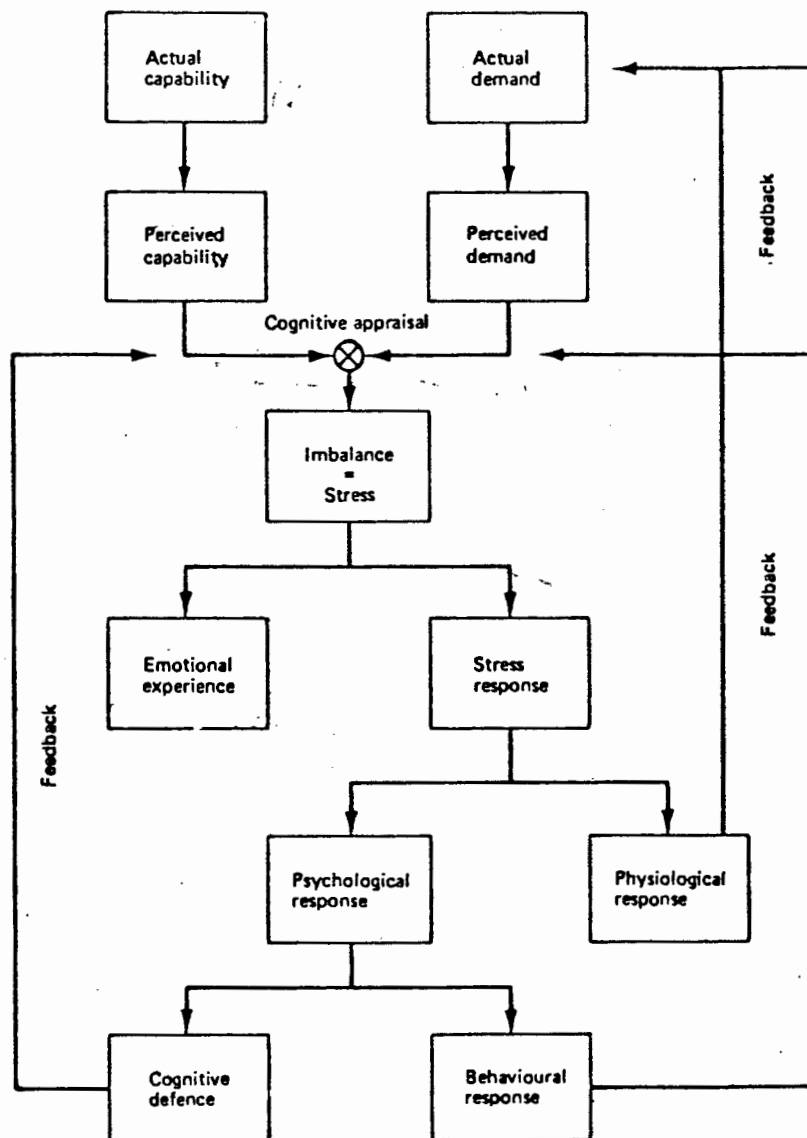 Actual
capability
Actual
demand
Perceived
capability
Perceived
demand
Feedback
Cognitive appraisal
Imbalance
=
Stress
Feedback
Emotional
experience
Stress
response
Feedback
Psychological
response
Physiological
response
Cognitive
defence
Behavioural
response